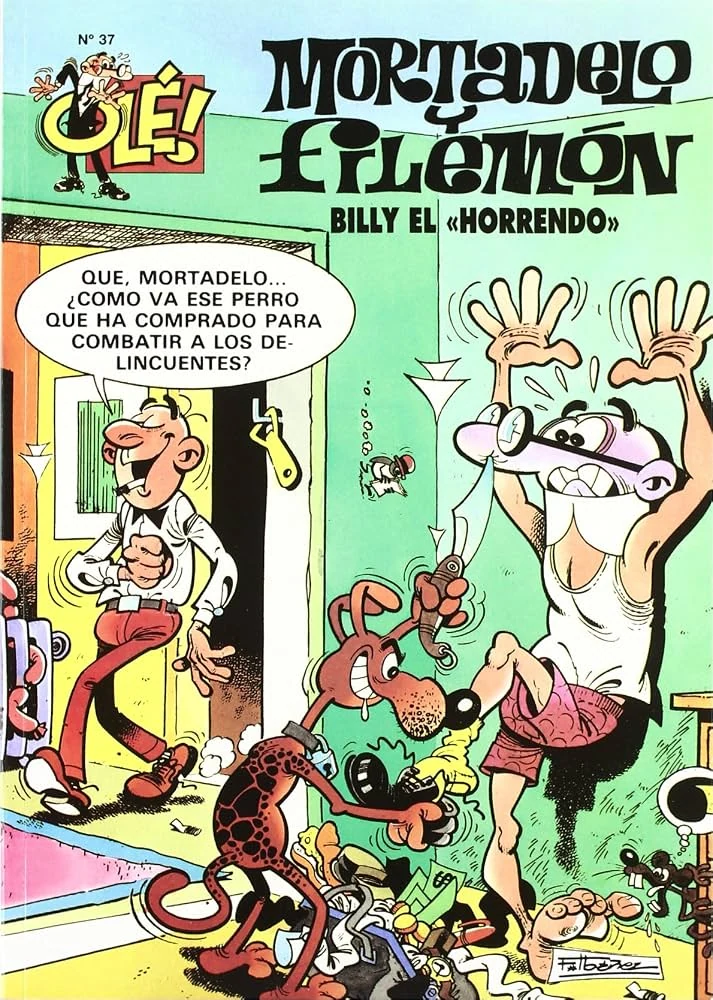 Nº 37
OLÉ!
MORTADELO
Y
FILEMÓN
BILLY EL «HORRENDO»
QUE, MORTADELO...
¿COMO VA ESE PERRO
QUE HA COMPRADO PARA
COMBATIR A LOS DE-
LINCUENTES?